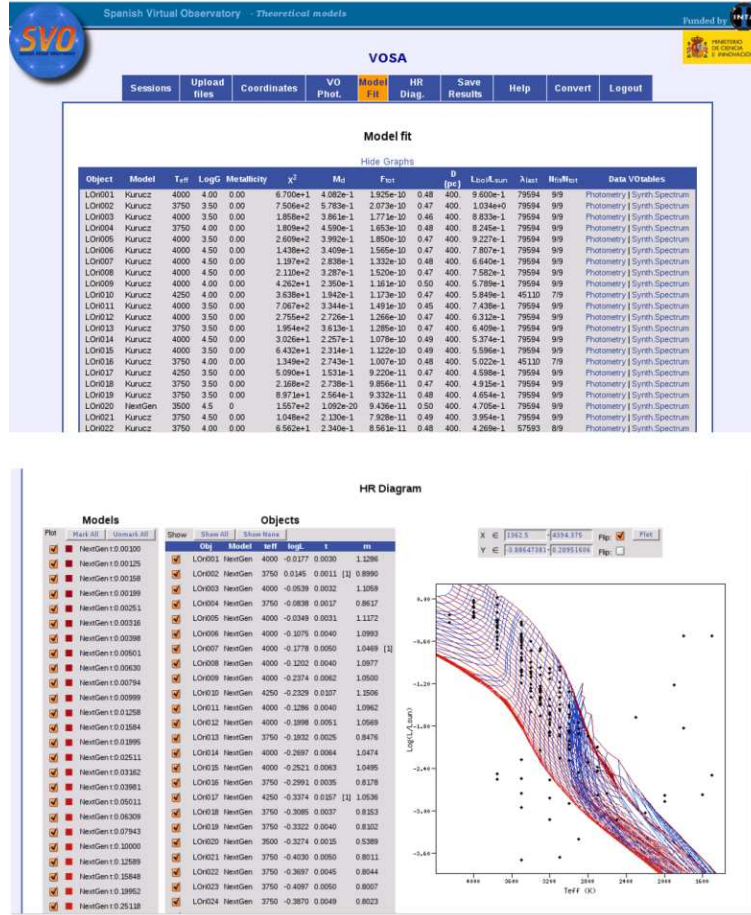 Spanish Virtual Observatory - Theoretical models
Funded by INTA
SVO
MINISTERIO DE CIENCIA E INNOVACIÓN
VOSA
Sessions Upload files Coordinates VO Phot. Model Fit HR Diag. Save Results Help Convert Logout
Model fit
Hide Graphs
Object Model Teff LogG Metallicity χ2 Md Ftot D (pc) Lbol/Lsun λlast Nfit/Ntot Data VOtables
LOri001 Kurucz 4000 4.00 0.00 6.700e+1 4.082e-1 1.925e-10 0.48 400. 9.600e-1 79594 9/9 Photometry | Synth.Spectrum
LOri002 Kurucz 3750 3.50 0.00 7.506e+2 5.783e-1 2.073e-10 0.47 400. 1.034e+0 79594 9/9 Photometry | Synth.Spectrum
LOri003 Kurucz 4000 3.50 0.00 1.858e+2 3.861e-1 1.771e-10 0.46 400. 8.833e-1 79594 9/9 Photometry | Synth.Spectrum
LOri004 Kurucz 3750 4.00 0.00 1.809e+2 4.590e-1 1.653e-10 0.48 400. 8.245e-1 79594 9/9 Photometry | Synth.Spectrum
LOri005 Kurucz 4000 3.50 0.00 2.609e+2 3.992e-1 1.850e-10 0.47 400. 9.227e-1 79594 9/9 Photometry | Synth.Spectrum
LOri006 Kurucz 4000 4.50 0.00 1.438e+2 3.409e-1 1.565e-10 0.47 400. 7.807e-1 79594 9/9 Photometry | Synth.Spectrum
LOri007 Kurucz 4000 4.50 0.00 1.197e+2 2.838e-1 1.332e-10 0.48 400. 6.640e-1 79594 9/9 Photometry | Synth.Spectrum
LOri008 Kurucz 4000 4.50 0.00 2.110e+2 3.287e-1 1.520e-10 0.47 400. 7.582e-1 79594 9/9 Photometry | Synth.Spectrum
LOri009 Kurucz 4000 4.00 0.00 4.262e+1 2.350e-1 1.161e-10 0.50 400. 5.789e-1 79594 9/9 Photometry | Synth.Spectrum
LOri010 Kurucz 4250 4.00 0.00 3.638e+1 1.942e-1 1.173e-10 0.47 400. 5.849e-1 45110 7/9 Photometry | Synth.Spectrum
LOri011 Kurucz 4000 3.50 0.00 7.067e+2 3.344e-1 1.491e-10 0.45 400. 7.438e-1 79594 9/9 Photometry | Synth.Spectrum
LOri012 Kurucz 4000 3.50 0.00 2.755e+2 2.726e-1 1.266e-10 0.47 400. 6.312e-1 79594 9/9 Photometry | Synth.Spectrum
LOri013 Kurucz 3750 3.50 0.00 1.954e+2 3.613e-1 1.285e-10 0.47 400. 6.409e-1 79594 9/9 Photometry | Synth.Spectrum
LOri014 Kurucz 4000 4.50 0.00 3.026e+1 2.257e-1 1.078e-10 0.49 400. 5.374e-1 79594 9/9 Photometry | Synth.Spectrum
LOri015 Kurucz 4000 3.50 0.00 6.432e+1 2.314e-1 1.122e-10 0.49 400. 5.596e-1 79594 9/9 Photometry | Synth.Spectrum
LOri016 Kurucz 3750 4.00 0.00 1.349e+2 2.743e-1 1.007e-10 0.48 400. 5.022e-1 45110 7/9 Photometry | Synth.Spectrum
LOri017 Kurucz 4250 3.50 0.00 5.090e+1 1.531e-1 9.220e-11 0.47 400. 4.598e-1 79594 9/9 Photometry | Synth.Spectrum
LOri018 Kurucz 3750 3.50 0.00 2.168e+2 2.738e-1 9.856e-11 0.47 400. 4.915e-1 79594 9/9 Photometry | Synth.Spectrum
LOri019 Kurucz 3750 3.50 0.00 8.971e+1 2.564e-1 9.332e-11 0.48 400. 4.654e-1 79594 9/9 Photometry | Synth.Spectrum
LOri020 NextGen 3500 4.5 0 1.557e+2 1.092e-20 9.436e-11 0.50 400. 4.705e-1 79594 9/9 Photometry | Synth.Spectrum
LOri021 Kurucz 3750 4.50 0.00 1.048e+2 2.130e-1 7.928e-11 0.49 400. 3.954e-1 79594 9/9 Photometry | Synth.Spectrum
LOri022 Kurucz 3750 4.00 0.00 6.562e+1 2.340e-1 8.561e-11 0.48 400. 4.269e-1 57593 8/9 Photometry | Synth.Spectrum
HR Diagram
Models
Plot Mark All Unmark All
NextGen t:0.00100
NextGen t:0.00125
NextGen t:0.00158
NextGen t:0.00199
NextGen t:0.00251
NextGen t:0.00316
NextGen t:0.00398
NextGen t:0.00501
NextGen t:0.00630
NextGen t:0.00794
NextGen t:0.00999
NextGen t:0.01258
NextGen t:0.01584
NextGen t:0.01995
NextGen t:0.02511
NextGen t:0.03162
NextGen t:0.03981
NextGen t:0.05011
NextGen t:0.06309
NextGen t:0.07943
NextGen t:0.10000
NextGen t:0.12589
NextGen t:0.15848
NextGen t:0.19952
NextGen t:0.25118
Objects
Show Show All Show None
Obj Model teff logL t m
LOri001 NextGen 4000 -0.0177 0.0030 1.1286
LOri002 NextGen 3750 0.0145 0.0011 [1] 0.8990
LOri003 NextGen 4000 -0.0539 0.0032 1.1059
LOri004 NextGen 3750 -0.0838 0.0017 0.8617
LOri005 NextGen 4000 -0.0349 0.0031 1.1172
LOri006 NextGen 4000 -0.1075 0.0040 1.0993
LOri007 NextGen 4000 -0.1778 0.0050 1.0469 [1]
LOri008 NextGen 4000 -0.1202 0.0040 1.0977
LOri009 NextGen 4000 -0.2374 0.0062 1.0500
LOri010 NextGen 4250 -0.2329 0.0107 1.1506
LOri011 NextGen 4000 -0.1286 0.0040 1.0962
LOri012 NextGen 4000 -0.1998 0.0051 1.0569
LOri013 NextGen 3750 -0.1932 0.0025 0.8476
LOri014 NextGen 4000 -0.2697 0.0064 1.0474
LOri015 NextGen 4000 -0.2521 0.0063 1.0495
LOri016 NextGen 3750 -0.2991 0.0035 0.8178
LOri017 NextGen 4250 -0.3374 0.0157 [1] 1.0536
LOri018 NextGen 3750 -0.3085 0.0037 0.8153
LOri019 NextGen 3750 -0.3322 0.0040 0.8102
LOri020 NextGen 3500 -0.3274 0.0015 0.5389
LOri021 NextGen 3750 -0.4030 0.0050 0.8011
LOri022 NextGen 3750 -0.3697 0.0045 0.8044
LOri023 NextGen 3750 -0.4097 0.0050 0.8007
LOri024 NextGen 3750 -0.3870 0.0049 0.8023
X ∈ 1362.5 - 4394.375 Flip: Plot
Y ∈ Flip:
Log(L/Lsun)
Teff (K)